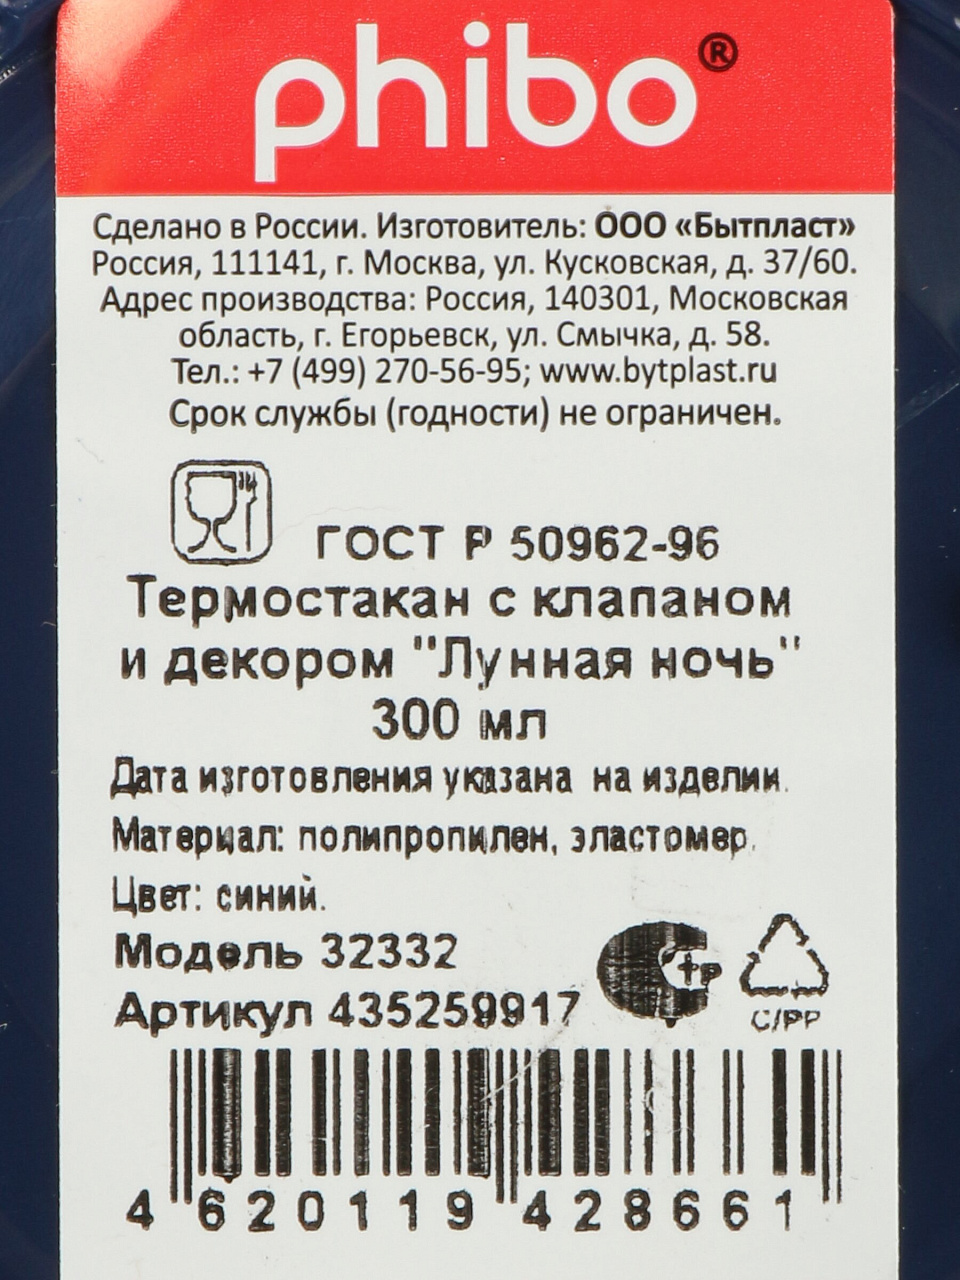 phibo®
Сделано в России. Изготовитель: ООО «Бытпласт»
Россия, 111141, г. Москва, ул. Кусковская, д. 37/60.
Адрес производства: Россия, 140301, Московская
область, г. Егорьевск, ул. Смычка, д. 58.
Тел.: +7 (499) 270-56-95; www.bytplast.ru
Срок службы (годности) не ограничен.
ГОСТ Р 50962-96
Термостакан с клапаном
и декором "Лунная ночь"
300 мл
Дата изготовления указана на изделии.
Материал: полипропилен, эластомер.
Цвет: синий.
Модель 32332
Артикул 435259917
тр
С/РР
4 620119 428661